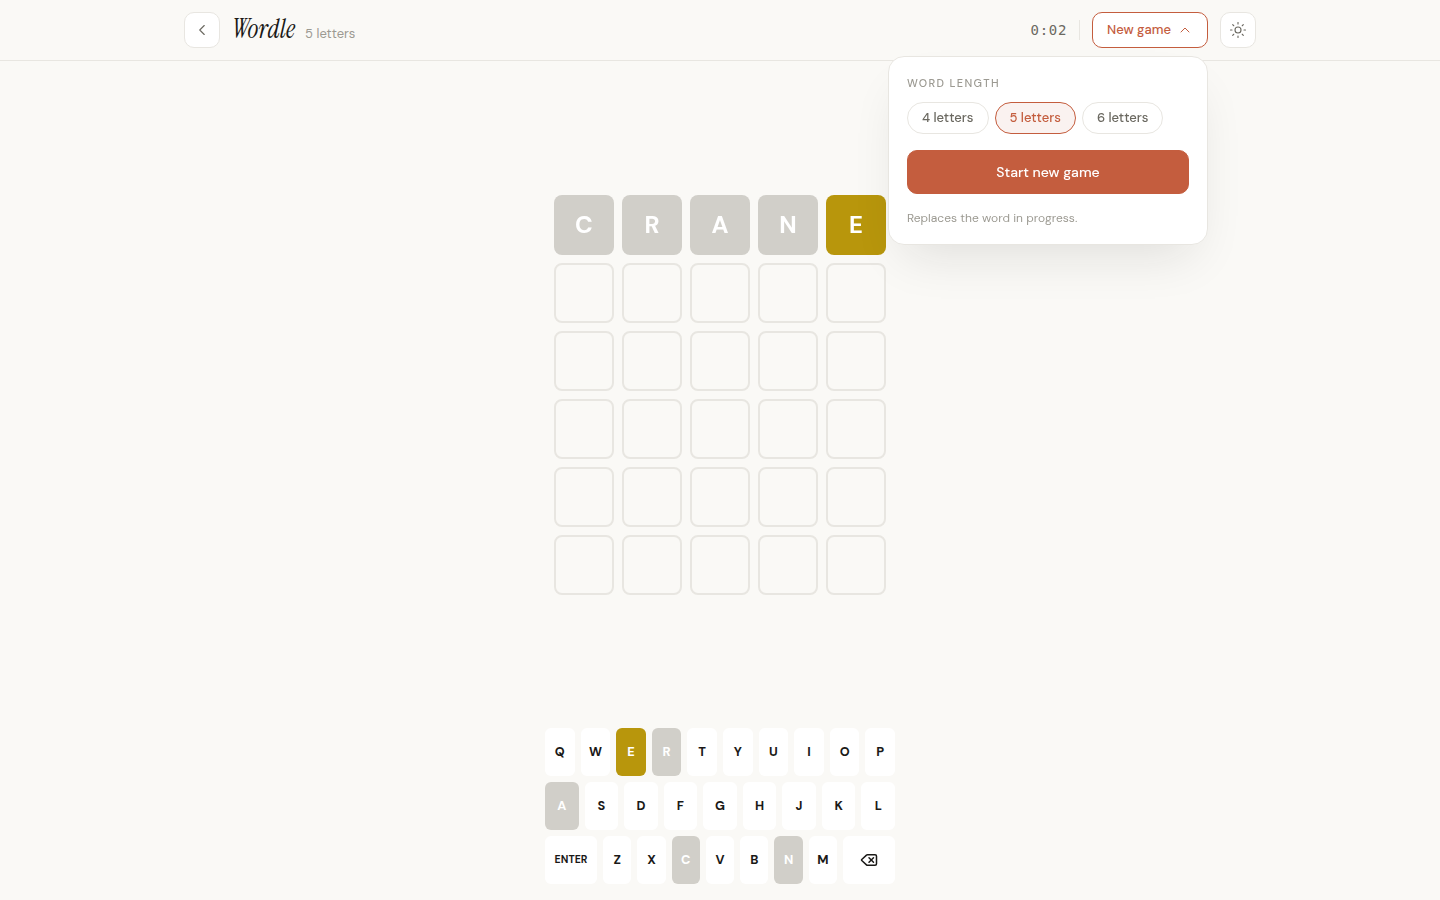 Wordle 5 letters
0:02 New game
WORD LENGTH
4 letters 5 letters 6 letters
Start new game
Replaces the word in progress.
C R A N E
Q W E R T Y U I O P
A S D F G H J K L
ENTER Z X C V B N M